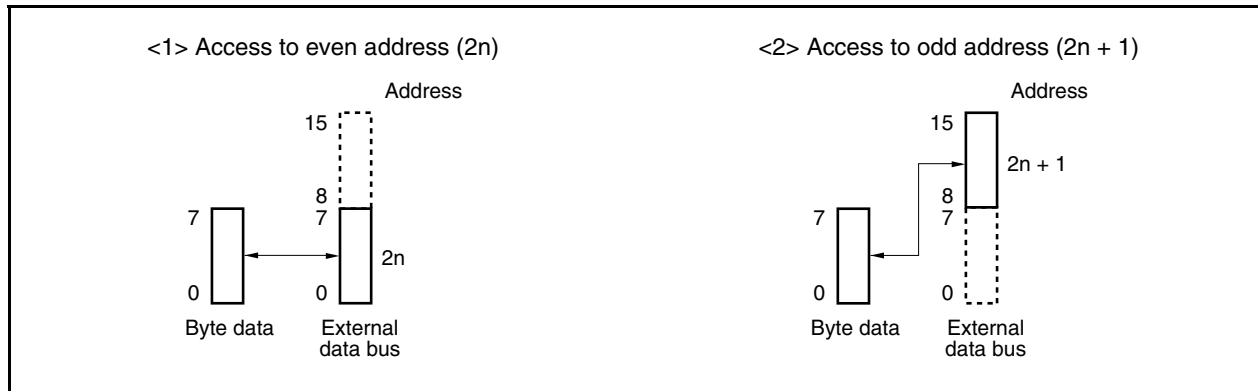 <1> Access to even address (2n)
Address
15
8
7
7
2n
0
0
Byte data
External
data bus
<2> Access to odd address (2n + 1)
Address
15
2n + 1
8
7
7
0
0
Byte data
External
data bus